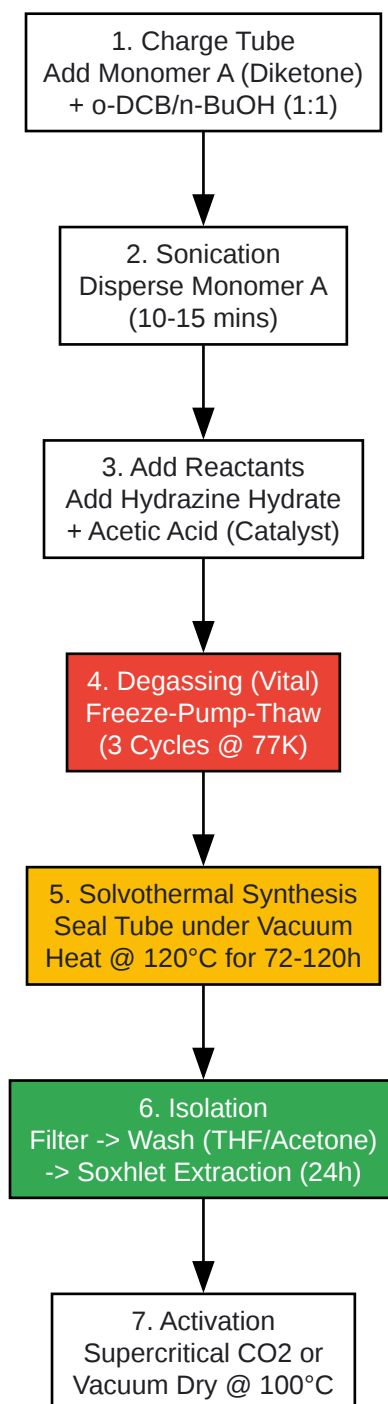 1. Charge Tube
Add Monomer A (Diketone)
+ o-DCB/n-BuOH (1:1)
2. Sonication
Disperse Monomer A
(10-15 mins)
3. Add Reactants
Add Hydrazine Hydrate
+ Acetic Acid (Catalyst)
4. Degassing (Vital)
Freeze-Pump-Thaw
(3 Cycles @ 77K)
5. Solvothermal Synthesis
Seal Tube under Vacuum
Heat @ 120°C for 72-120h
6. Isolation
Filter -> Wash (THF/Acetone)
-> Soxhlet Extraction (24h)
7. Activation
Supercritical CO2 or
Vacuum Dry @ 100°C